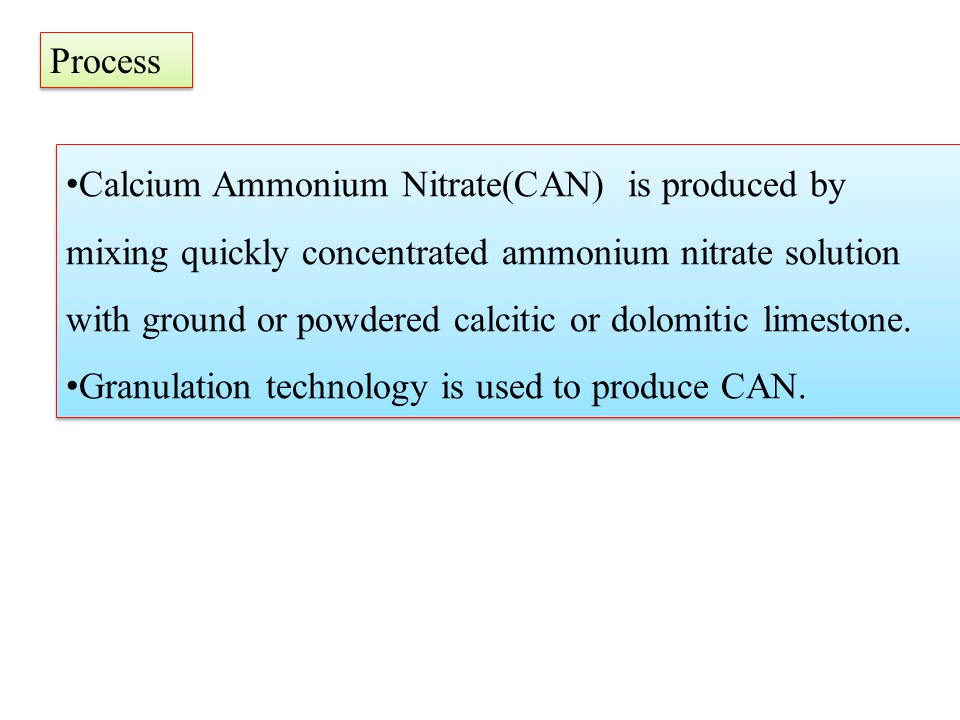 Process
•Calcium Ammonium Nitrate(CAN)  is produced by
mixing quickly concentrated ammonium nitrate solution
with ground or powdered calcitic or dolomitic limestone.
•Granulation technology is used to produce CAN.